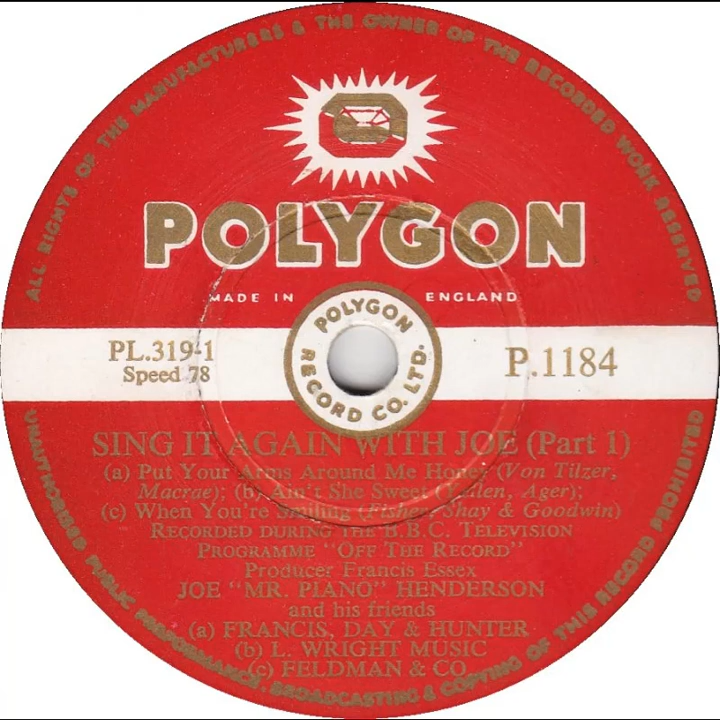 ALL RIGHTS OF THE MANUFACTURERS & THE OWNER OF THE RECORDED WORK RESERVED
POLYGON
MADE IN ENGLAND
POLYGON
RECORD CO. LTD.
PL.319-1
Speed 78
P.1184
SING IT AGAIN WITH JOE (Part 1)
(a) Put Your Arms Around Me Honey (Von Tilzer,
Macrae); (b) Ain't She Sweet (Yellen, Ager);
(c) When You're Smiling (Fisher, Shay & Goodwin)
RECORDED DURING THE B.B.C. TELEVISION
PROGRAMME "OFF THE RECORD"
Producer Francis Essex
JOE "MR. PIANO" HENDERSON
and his friends
(a) FRANCIS, DAY & HUNTER
(b) L. WRIGHT MUSIC
(c) FELDMAN & CO
UNAUTHORISED PUBLIC PERFORMANCE, BROADCASTING & COPYING OF THIS RECORD PROHIBITED